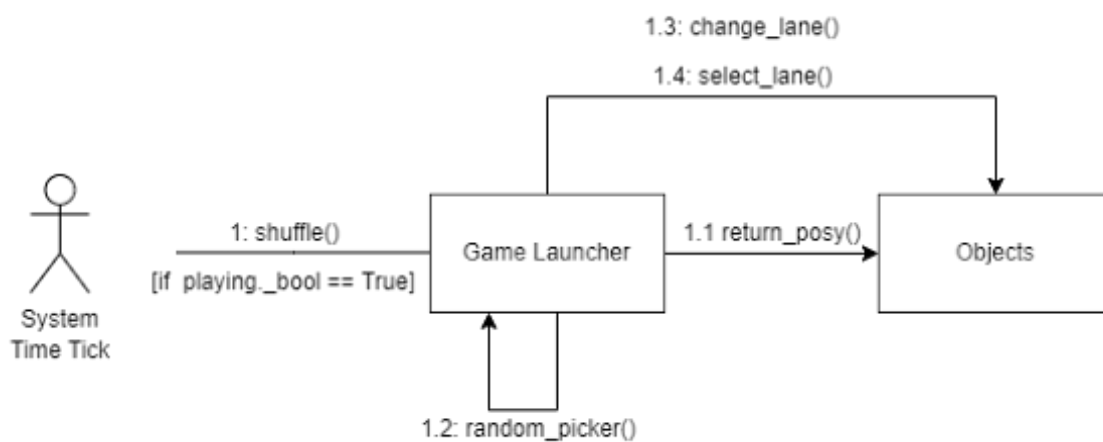 1.3: change_lane()
1.4: select_lane()
1: shuffle()
[if playing._bool == True]
Game Launcher
1.1 return_posy()
Objects
System
Time Tick
1.2: random_picker()